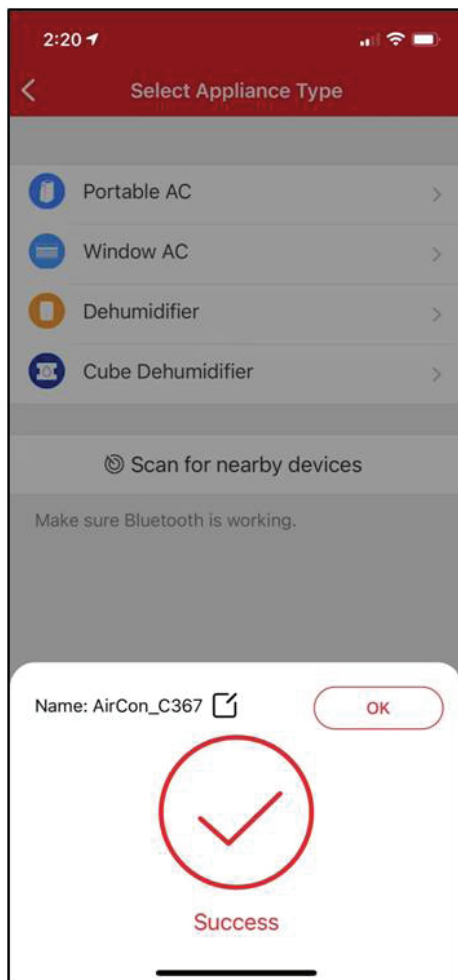 2:20
Select Appliance Type
Portable AC
Window AC
Dehumidifier
Cube Dehumidifier
Scan for nearby devices
Make sure Bluetooth is working.
Name: AirCon_C367
OK
Success